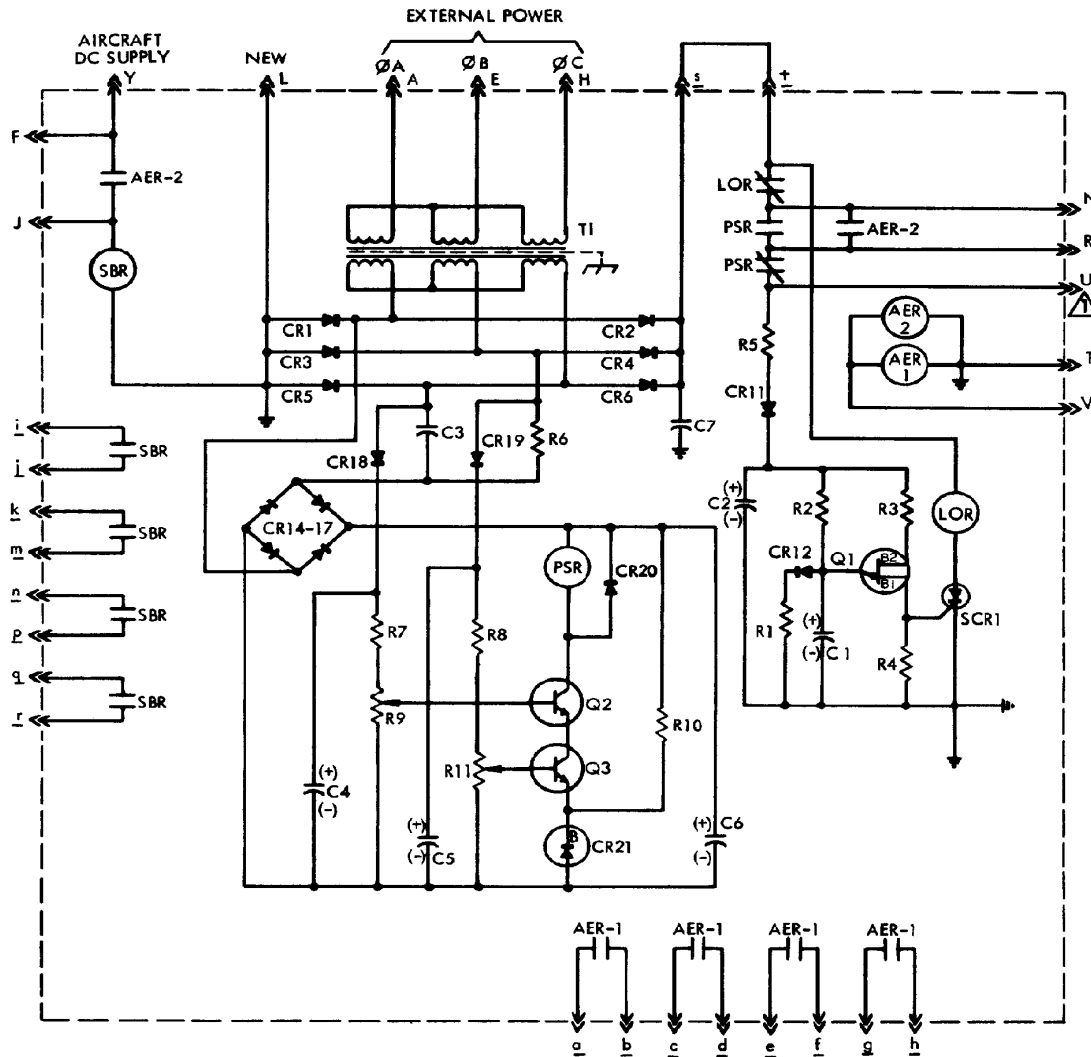 EXTERNAL POWER
AIRCRAFT
DC SUPPLY
Y
NEW
L
ØA
A
ØB
E
ØC
H
s
t
F
AER-2
J
SBR
T1
LOR
PSR
AER-2
PSR
N
R
U
1
AER
2
AER
1
T
V
CR1
CR2
CR3
CR4
CR5
CR6
R5
CR11
i
j
SBR
k
m
SBR
n
p
SBR
q
r
SBR
C3
CR18
CR19
R6
C7
CR14-17
C2
(+)
(-)
R2
R3
LOR
CR12
Q1
B2
B1
SCR1
R1
(+)
(-)
C1
R4
PSR
CR20
R7
R8
R9
Q2
R10
R11
Q3
(+)
C4
(-)
(+)
(-)
C5
B
CR21
(+)
C6
(-)
AER-1
AER-1
AER-1
AER-1
a
b
c
d
e
f
g
h